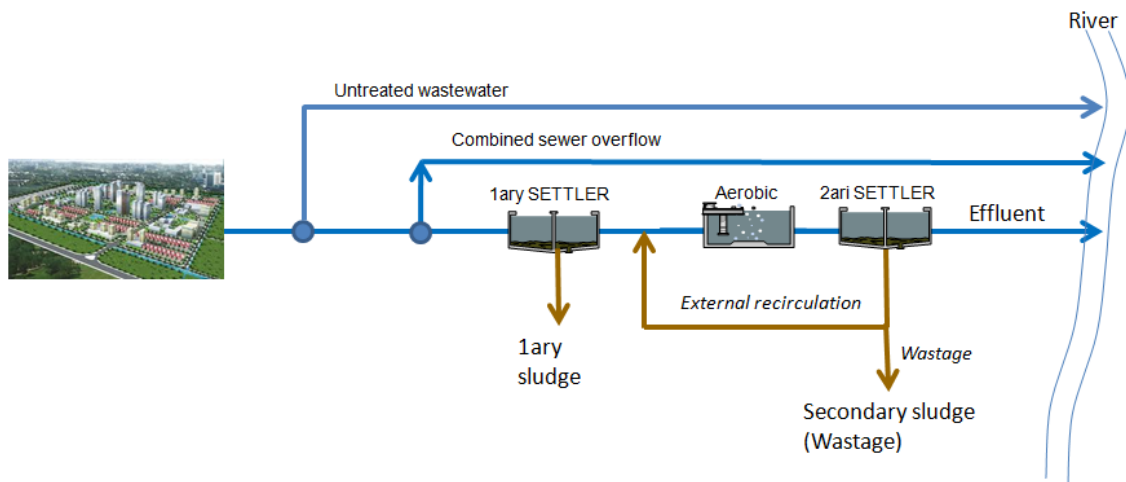 River
Untreated wastewater
Combined sewer overflow
1ary SETTLER
Aerobic
2ari SETTLER
Effluent
External recirculation
1ary
sludge
Wastage
Secondary sludge
(Wastage)